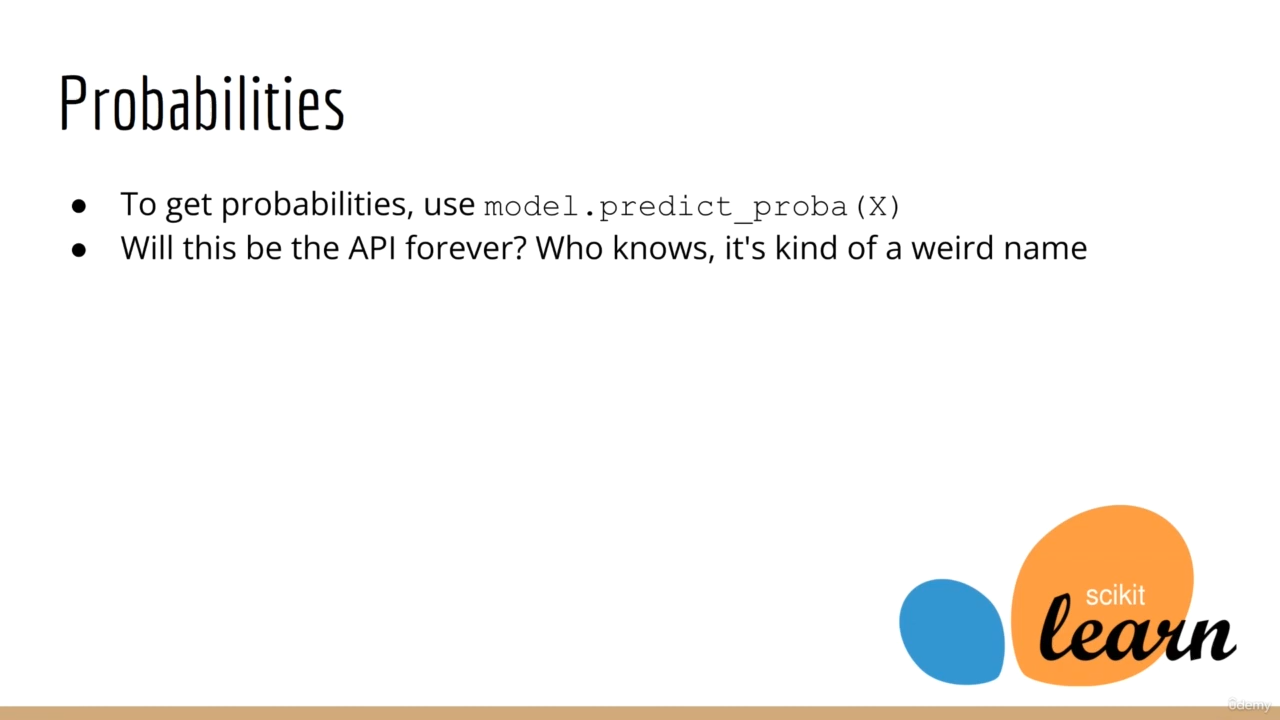 Probabilities
● To get probabilities, use model.predict_proba(X)
● Will this be the API forever? Who knows, it's kind of a weird name
scikit
learn
ûdemy